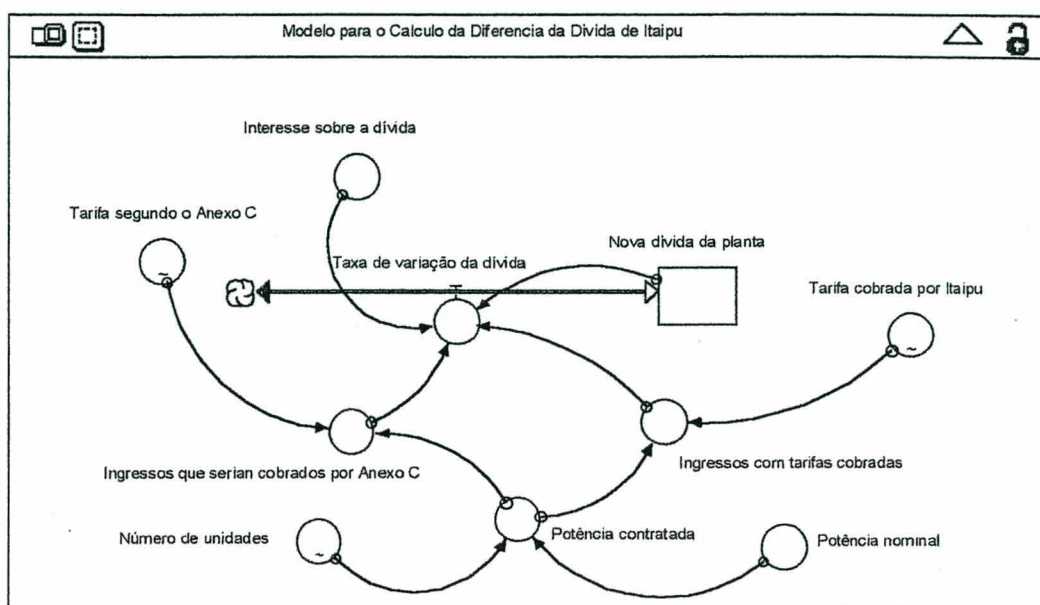 Modelo para o Calculo da Diferencia da Divida de Itaipu
Interesse sobre a dívida
Tarifa segundo o Anexo C
Nova dívida da planta
Taxa de variação da dívida
Tarifa cobrada por Itaipu
Ingressos que serian cobrados por Anexo C
Ingressos com tarifas cobradas
Número de unidades
Potência contratada
Potência nominal